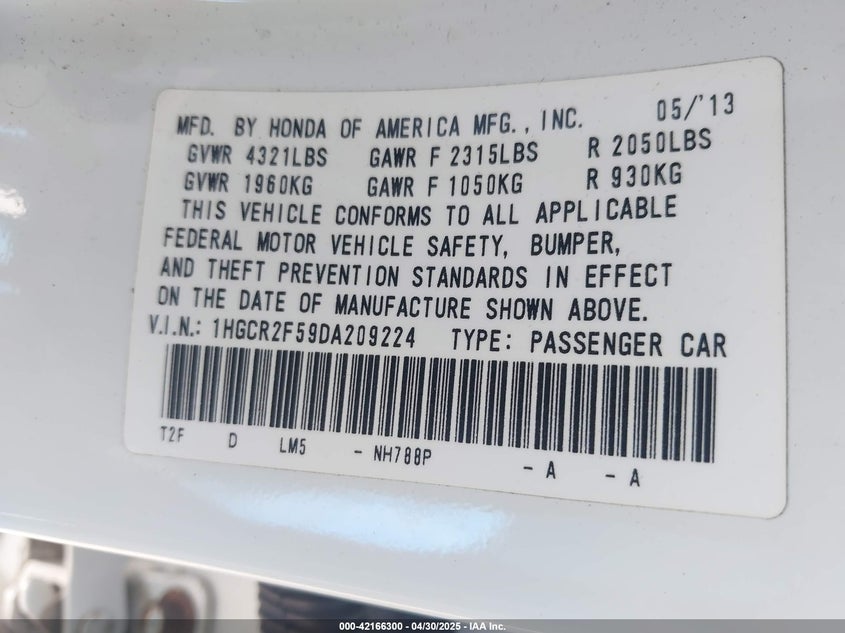 MFD. BY HONDA OF AMERICA MFG., INC. 05/'13
GVWR 4321LBS GAWR F 2315LBS R 2050LBS
GVWR 1960KG GAWR F 1050KG R 930KG
THIS VEHICLE CONFORMS TO ALL APPLICABLE
FEDERAL MOTOR VEHICLE SAFETY, BUMPER,
AND THEFT PREVENTION STANDARDS IN EFFECT
ON THE DATE OF MANUFACTURE SHOWN ABOVE.
V.I.N.: 1HGCR2F59DA209224 TYPE: PASSENGER CAR
T2F D LM5 - NH788P - A - A
000-42166300 - 04/30/2025 - IAA Inc.